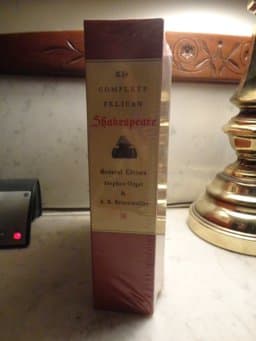 The
COMPLETE
PELICAN
Shakespeare
General Editors
Stephen Orgel
&
A. R. Braunmuller